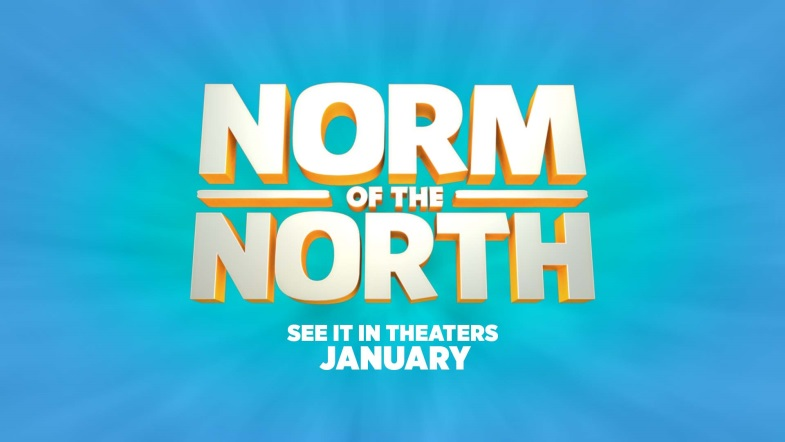 NORM
OF THE
NORTH
SEE IT IN THEATERS
JANUARY